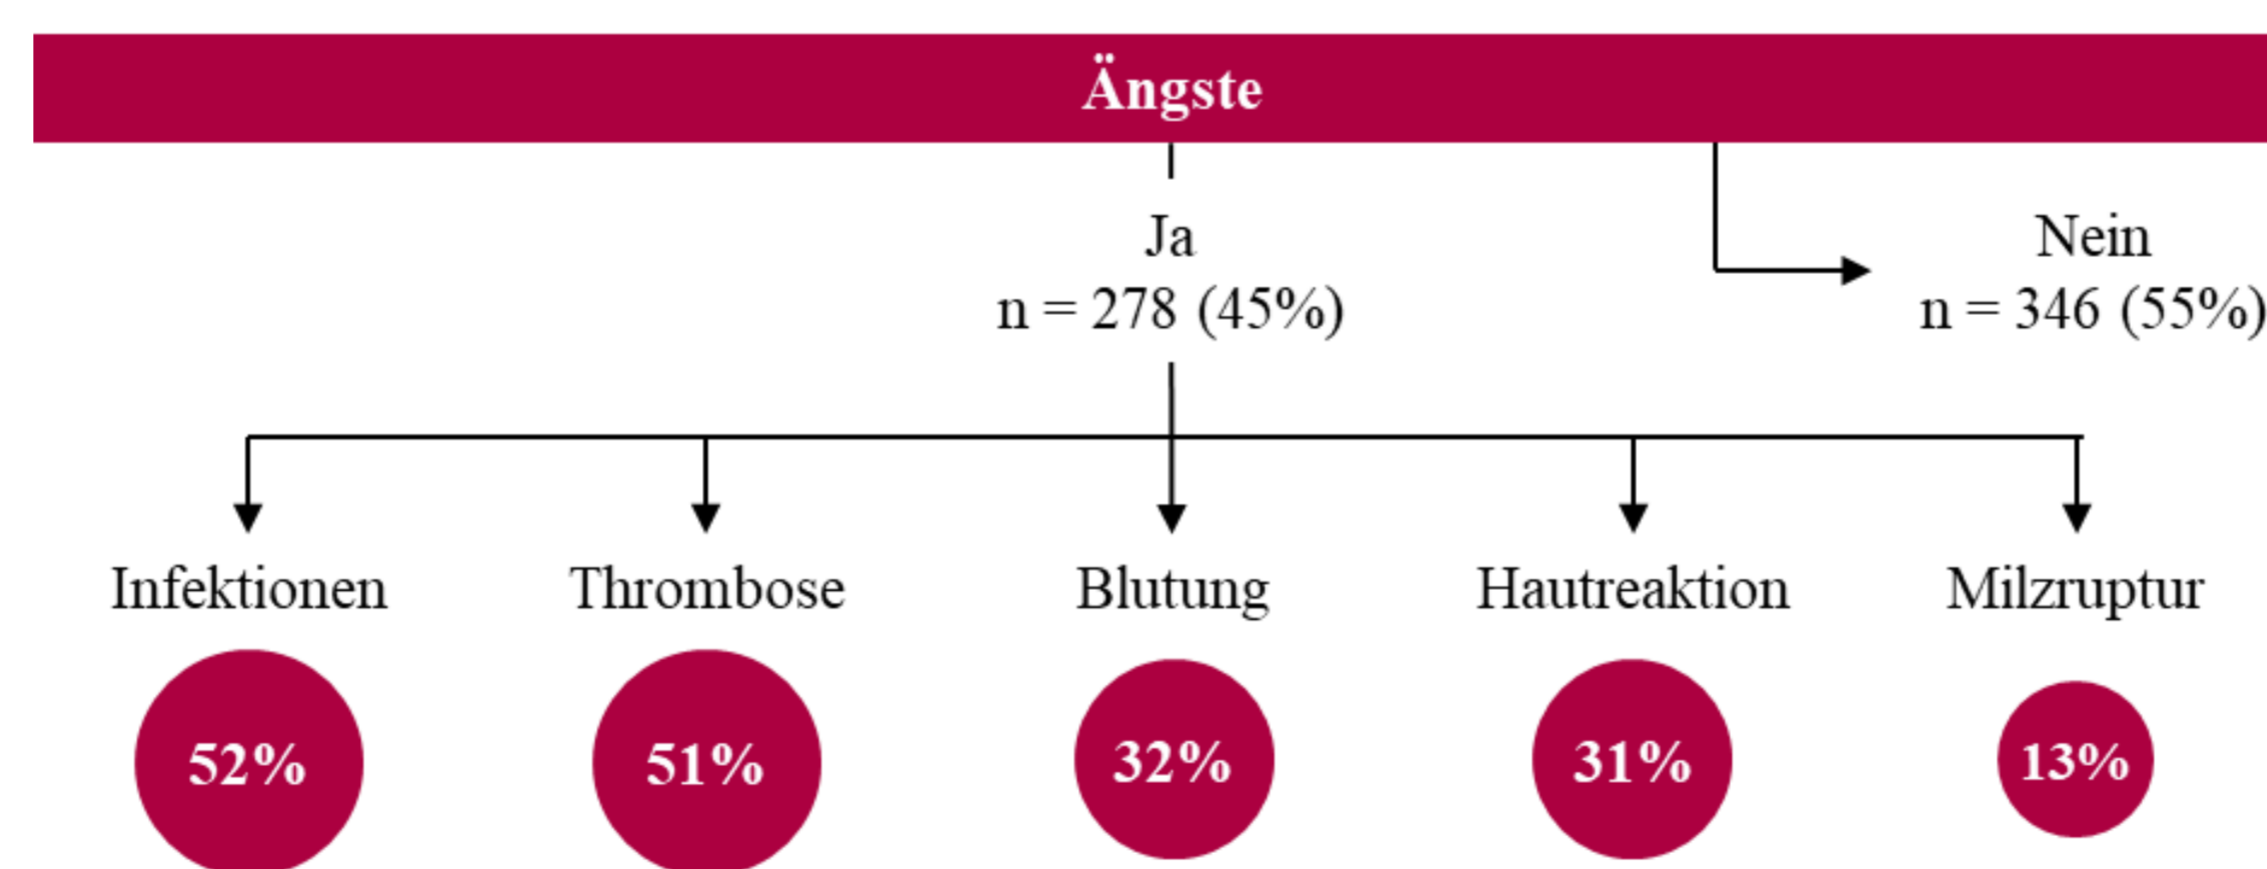 Ängste
Ja
n = 278 (45%)
Nein
n = 346 (55%)
Infektionen
Thrombose
Blutung
Hautreaktion
Milzruptur
52%
51%
32%
31%
13%